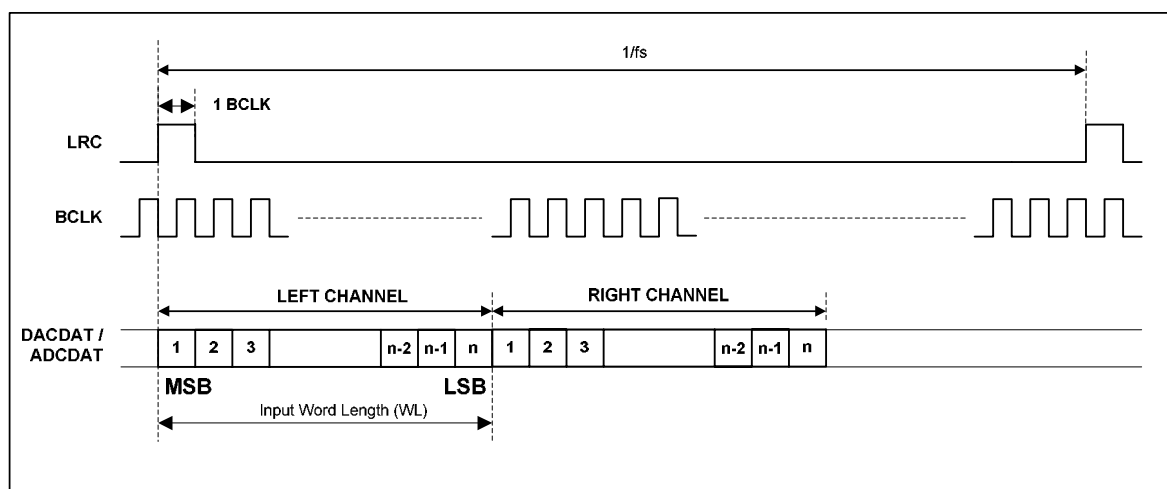 1/fs
1 BCLK
LRC
BCLK
LEFT CHANNEL
RIGHT CHANNEL
DACDAT /
ADCDAT
1 2 3 n-2 n-1 n 1 2 3 n-2 n-1 n
MSB
LSB
Input Word Length (WL)